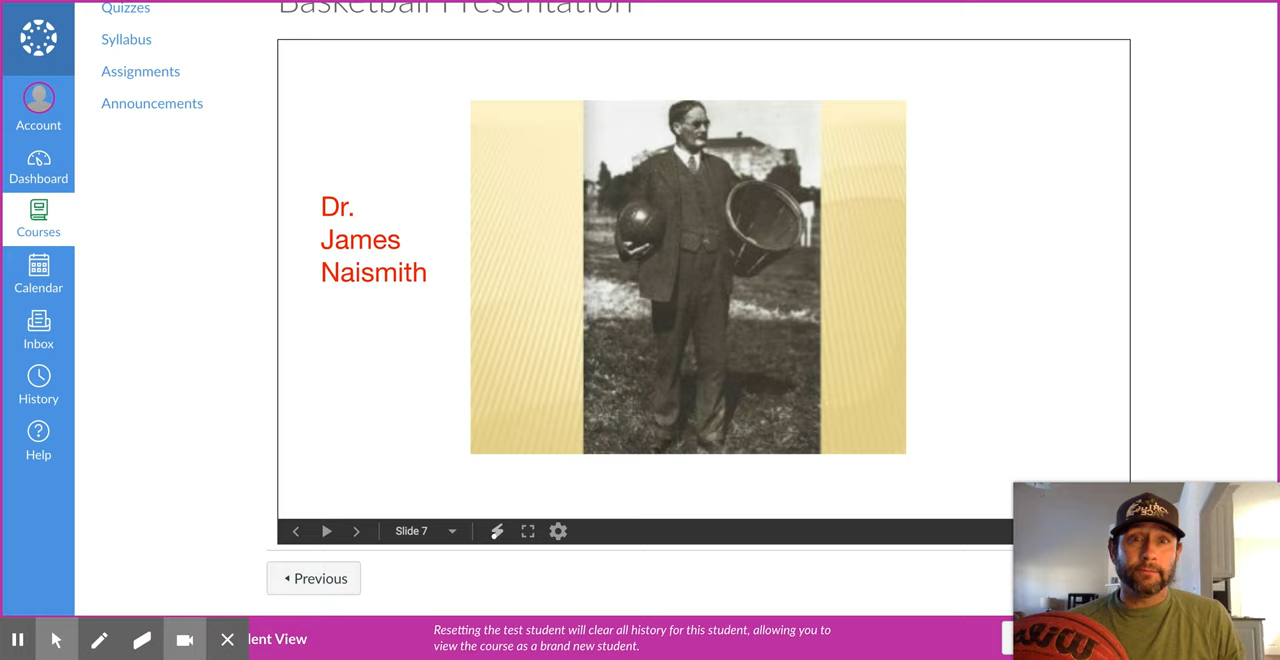 Basketball Presentation
Quizzes
Syllabus
Assignments
Announcements
Account
Dashboard
Courses
Calendar
Inbox
History
Help
Dr.
James
Naismith
Slide 7
Previous
lent View
Resetting the test student will clear all history for this student, allowing you to
view the course as a brand new student.